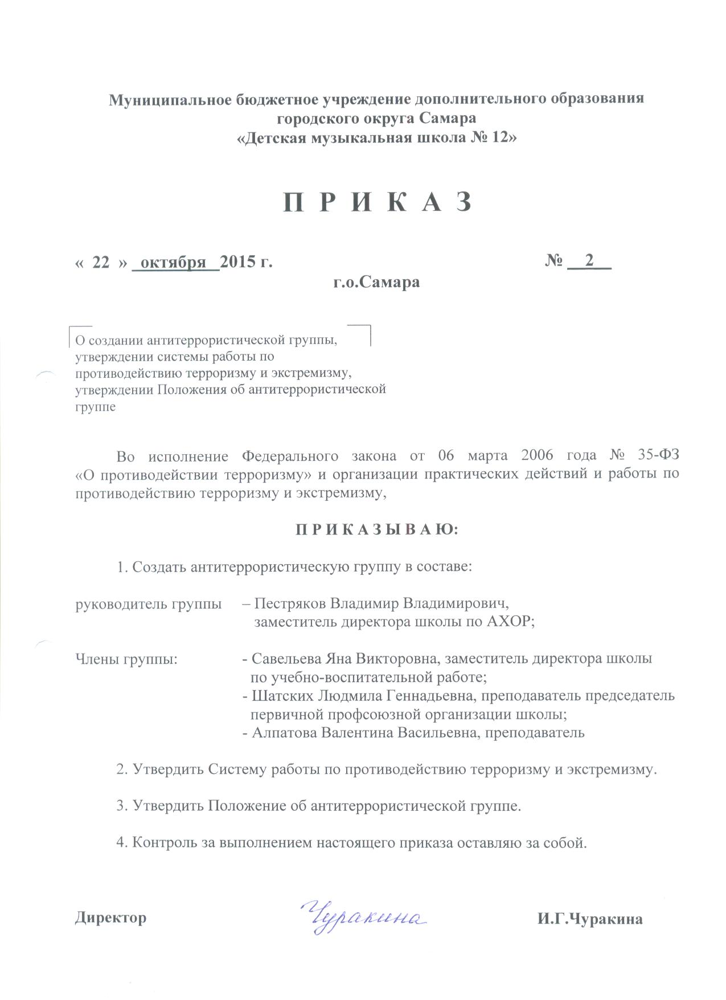 Муниципальное бюджетное учреждение дополнительного образования
городского округа Самара
«Детская музыкальная школа № 12»
П Р И К А З
« 22 » октября 2015 г. № 2
г.о.Самара
О создании антитеррористической группы,
утверждении системы работы по
противодействию терроризму и экстремизму,
утверждении Положения об антитеррористической
группе
Во исполнение Федерального закона от 06 марта 2006 года № 35-ФЗ
«О противодействии терроризму» и организации практических действий и работы по
противодействию терроризму и экстремизму,
П Р И К А З Ы В А Ю:
1. Создать антитеррористическую группу в составе:
руководитель группы – Пестряков Владимир Владимирович,
заместитель директора школы по АХОР;
Члены группы: - Савельева Яна Викторовна, заместитель директора школы
по учебно-воспитательной работе;
- Шатских Людмила Геннадьевна, преподаватель председатель
первичной профсоюзной организации школы;
- Алпатова Валентина Васильевна, преподаватель
2. Утвердить Систему работы по противодействию терроризму и экстремизму.
3. Утвердить Положение об антитеррористической группе.
4. Контроль за выполнением настоящего приказа оставляю за собой.
Директор Чуракина И.Г.Чуракина